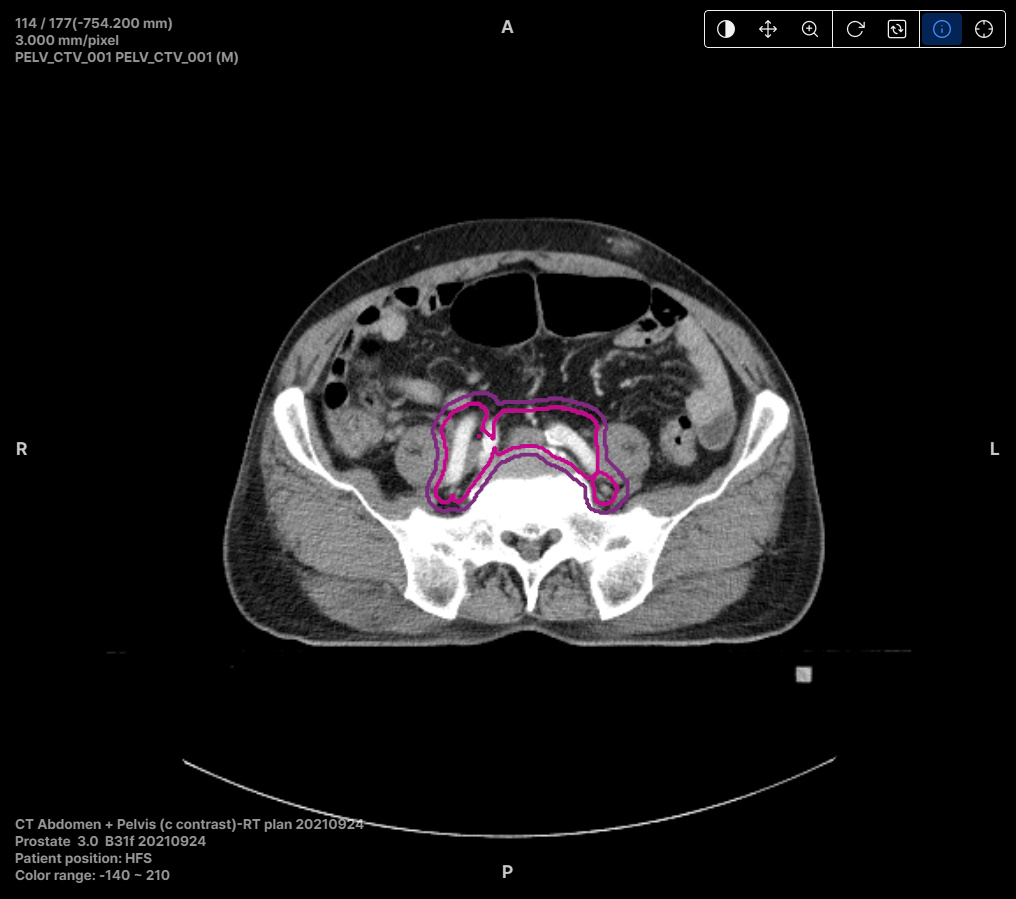 114 / 177(-754.200 mm)
3.000 mm/pixel
PELV_CTV_001 PELV_CTV_001 (M)
A
R
L
CT Abdomen + Pelvis (c contrast)-RT plan 20210924
Prostate  3.0  B31f 20210924
Patient position: HFS
Color range: -140 ~ 210
P